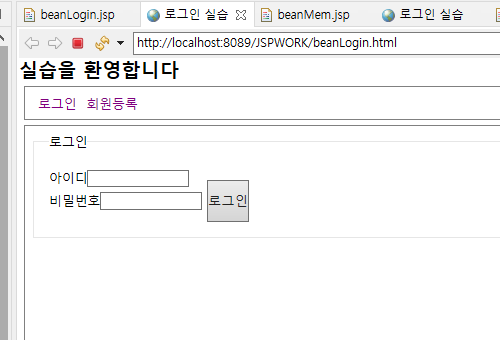 beanLogin.jsp 로그인 실습 beanMem.jsp 로그인 실습
http://localhost:8089/JSPWORK/beanLogin.html
실습을 환영합니다
로그인 회원등록
로그인
아이디
비밀번호 로그인